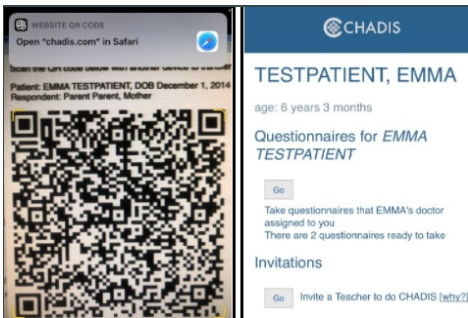 WEBSITE QR CODE
Open "chadis.com" in Safari
Scan the QR code below with another device to transfer
Patient: EMMA TESTPATIENT, DOB December 1, 2014
Respondent: Parent Parent, Mother
CHADIS
TESTPATIENT, EMMA
age: 6 years 3 months
Questionnaires for EMMA
TESTPATIENT
Go
Take questionnaires that EMMA's doctor
assigned to you
There are 2 questionnaires ready to take
Invitations
Go Invite a Teacher to do CHADIS [why?]